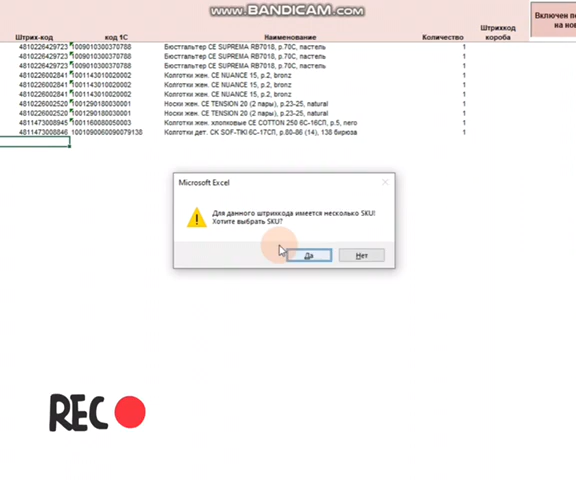 WWW.BANDICAM.COM
Включен по
на нов
Штрих-код код 1С Наименование Количество Штрихкод короба
4810226429723 1009010300370788 Бюстгальтер CE SUPREMA RB7018, р.70C, пастель 1
4810226429723 1009010300370788 Бюстгальтер CE SUPREMA RB7018, р.70C, пастель 1
4810226429723 1009010300370788 Бюстгальтер CE SUPREMA RB7018, р.70C, пастель 1
4810226002841 1001143010020002 Колготки жен. CE NUANCE 15, р.2, bronz 1
4810226002841 1001143010020002 Колготки жен. CE NUANCE 15, р.2, bronz 1
4810226002841 1001143010020002 Колготки жен. CE NUANCE 15, р.2, bronz 1
4810226002520 1001290180030001 Носки жен. CE TENSION 20 (2 пары), р.23-25, natural 1
4810226002520 1001290180030001 Носки жен. CE TENSION 20 (2 пары), р.23-25, natural 1
4811473008945 1001160080050003 Колготки жен. хлопковые CE COTTON 250 6С-16СП, р.5, nero 1
4811473008846 1001090060090079138 Колготки дет. СК SOF-TIKI 6С-17СП, р.80-86 (14), 138 бирюза 1
Microsoft Excel
Для данного штрихкода имеется несколько SKU!
Хотите выбрать SKU?
Да Нет
REC